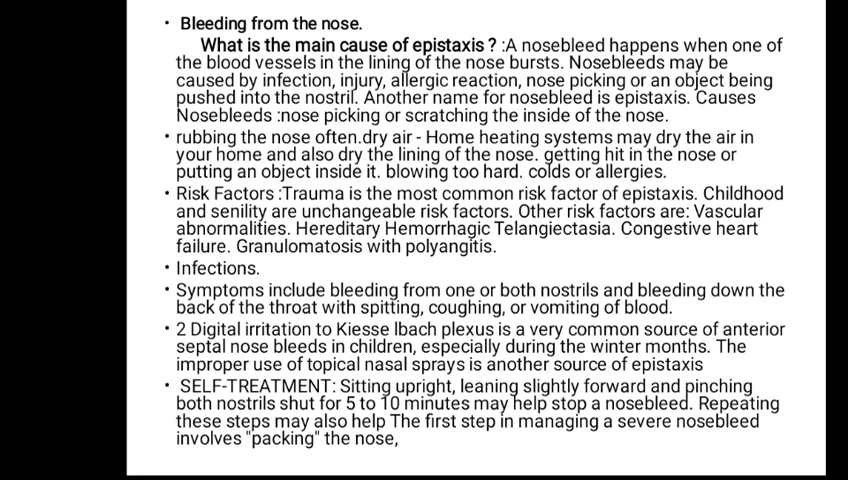 • Bleeding from the nose.
What is the main cause of epistaxis ? :A nosebleed happens when one of
the blood vessels in the lining of the nose bursts. Nosebleeds may be
caused by infection, injury, allergic reaction, nose picking or an object being
pushed into the nostril. Another name for nosebleed is epistaxis. Causes
Nosebleeds :nose picking or scratching the inside of the nose.
• rubbing the nose often.dry air - Home heating systems may dry the air in
your home and also dry the lining of the nose. getting hit in the nose or
putting an object inside it. blowing too hard. colds or allergies.
• Risk Factors :Trauma is the most common risk factor of epistaxis. Childhood
and senility are unchangeable risk factors. Other risk factors are: Vascular
abnormalities. Hereditary Hemorrhagic Telangiectasia. Congestive heart
failure. Granulomatosis with polyangitis.
• Infections.
• Symptoms include bleeding from one or both nostrils and bleeding down the
back of the throat with spitting, coughing, or vomiting of blood.
• 2 Digital irritation to Kiesse lbach plexus is a very common source of anterior
septal nose bleeds in children, especially during the winter months. The
improper use of topical nasal sprays is another source of epistaxis
• SELF-TREATMENT: Sitting upright, leaning slightly forward and pinching
both nostrils shut for 5 to 10 minutes may help stop a nosebleed. Repeating
these steps may also help The first step in managing a severe nosebleed
involves "packing" the nose,